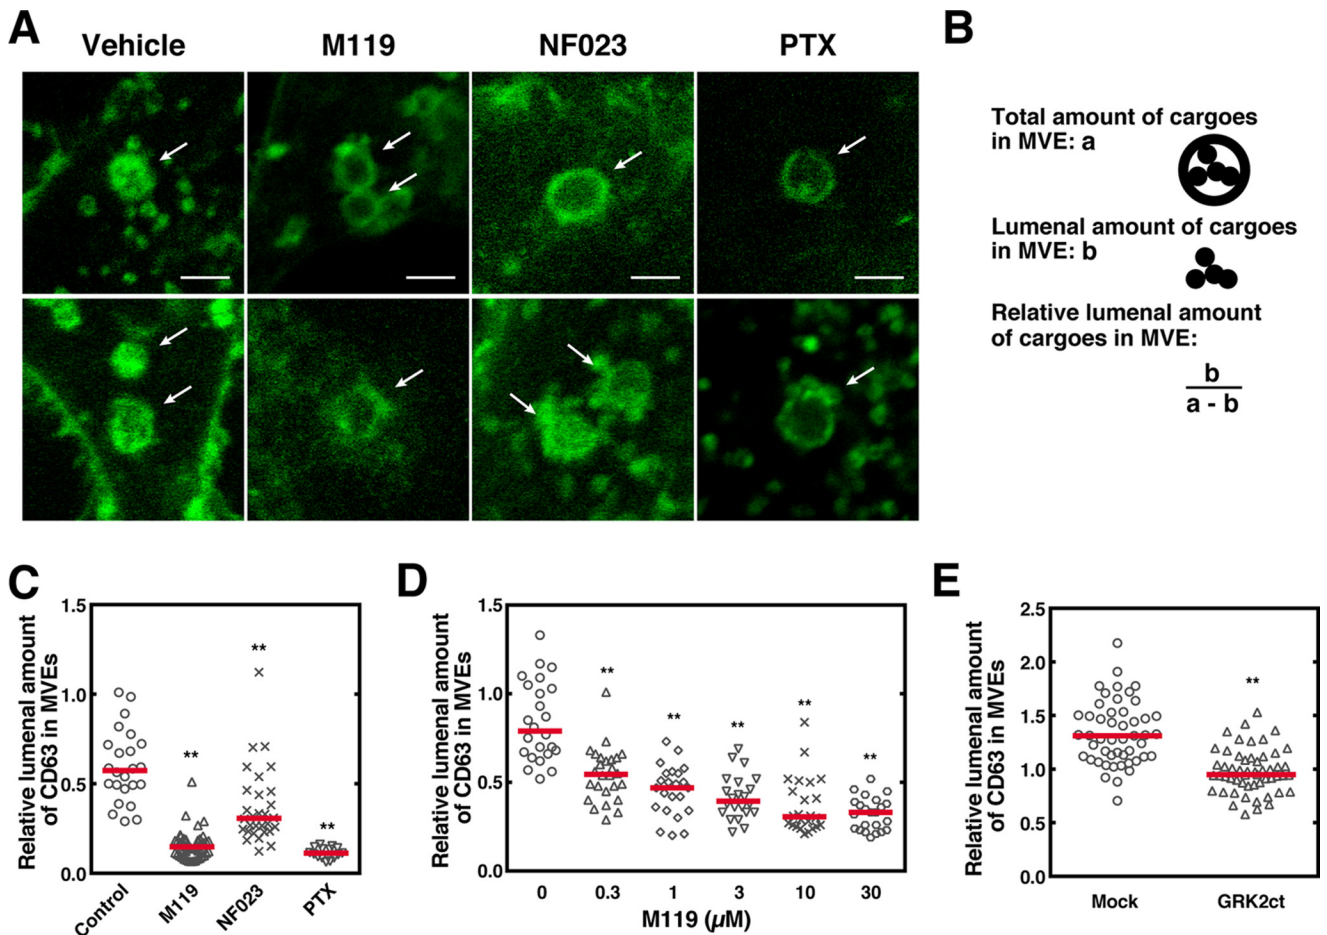 A
Vehicle
M119
NF023
PTX
B
Total amount of cargoes
in MVE: a
Lumenal amount of cargoes
in MVE: b
Relative lumenal amount
of cargoes in MVE:
b
a - b
C
Relative lumenal amount
of CD63 in MVEs
1.5
1.0
0.5
0.0
**
**
**
Control
M119
NF023
PTX
D
Relative lumenal amount
of CD63 in MVEs
1.5
1.0
0.5
0.0
**
**
**
**
**
0
0.3
1
3
10
30
M119 (µM)
E
Relative lumenal amount
of CD63 in MVEs
2.5
2.0
1.5
1.0
0.5
0.0
**
Mock
GRK2ct